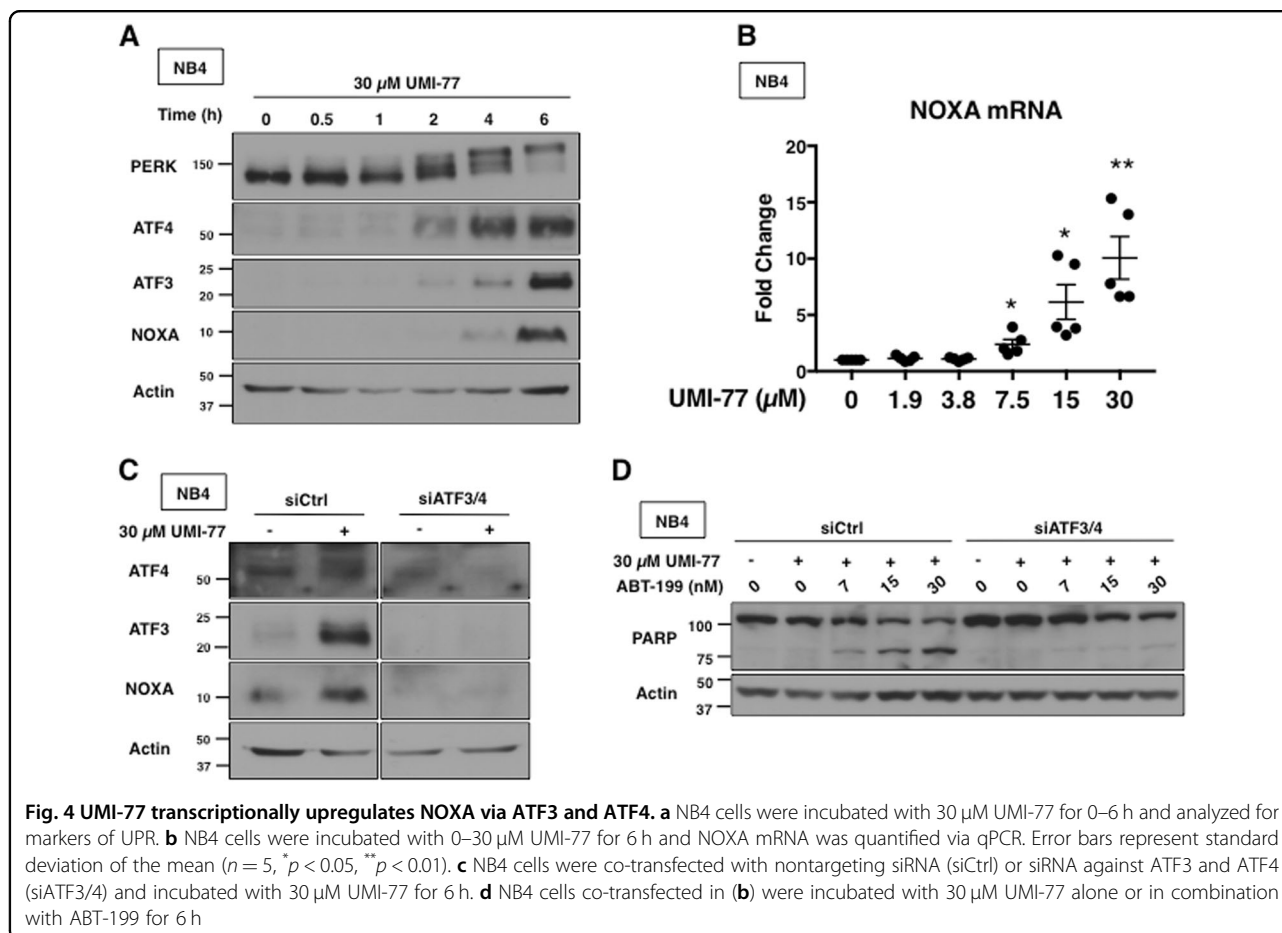 A
NB4
30 µM UMI-77
Time (h) 0 0.5 1 2 4 6
PERK 150
ATF4 50
ATF3 25 20
NOXA 10
Actin 50 37
B
NB4
NOXA mRNA
Fold Change
20
15
10
5
0
* * **
UMI-77 (µM) 0 1.9 3.8 7.5 15 30
C
NB4
siCtrl siATF3/4
30 µM UMI-77 - + - +
ATF4 50
ATF3 25 20
NOXA 10
Actin 50 37
D
NB4
siCtrl siATF3/4
30 µM UMI-77 - + + + + - + + + +
ABT-199 (nM) 0 0 7 15 30 0 0 7 15 30
PARP 100 75
Actin 50 37
Fig. 4 UMI-77 transcriptionally upregulates NOXA via ATF3 and ATF4. a NB4 cells were incubated with 30 µM UMI-77 for 0–6 h and analyzed for
markers of UPR. b NB4 cells were incubated with 0–30 µM UMI-77 for 6 h and NOXA mRNA was quantified via qPCR. Error bars represent standard
deviation of the mean (n = 5, *p < 0.05, **p < 0.01). c NB4 cells were co-transfected with nontargeting siRNA (siCtrl) or siRNA against ATF3 and ATF4
(siATF3/4) and incubated with 30 µM UMI-77 for 6 h. d NB4 cells co-transfected in (b) were incubated with 30 µM UMI-77 alone or in combination
with ABT-199 for 6 h